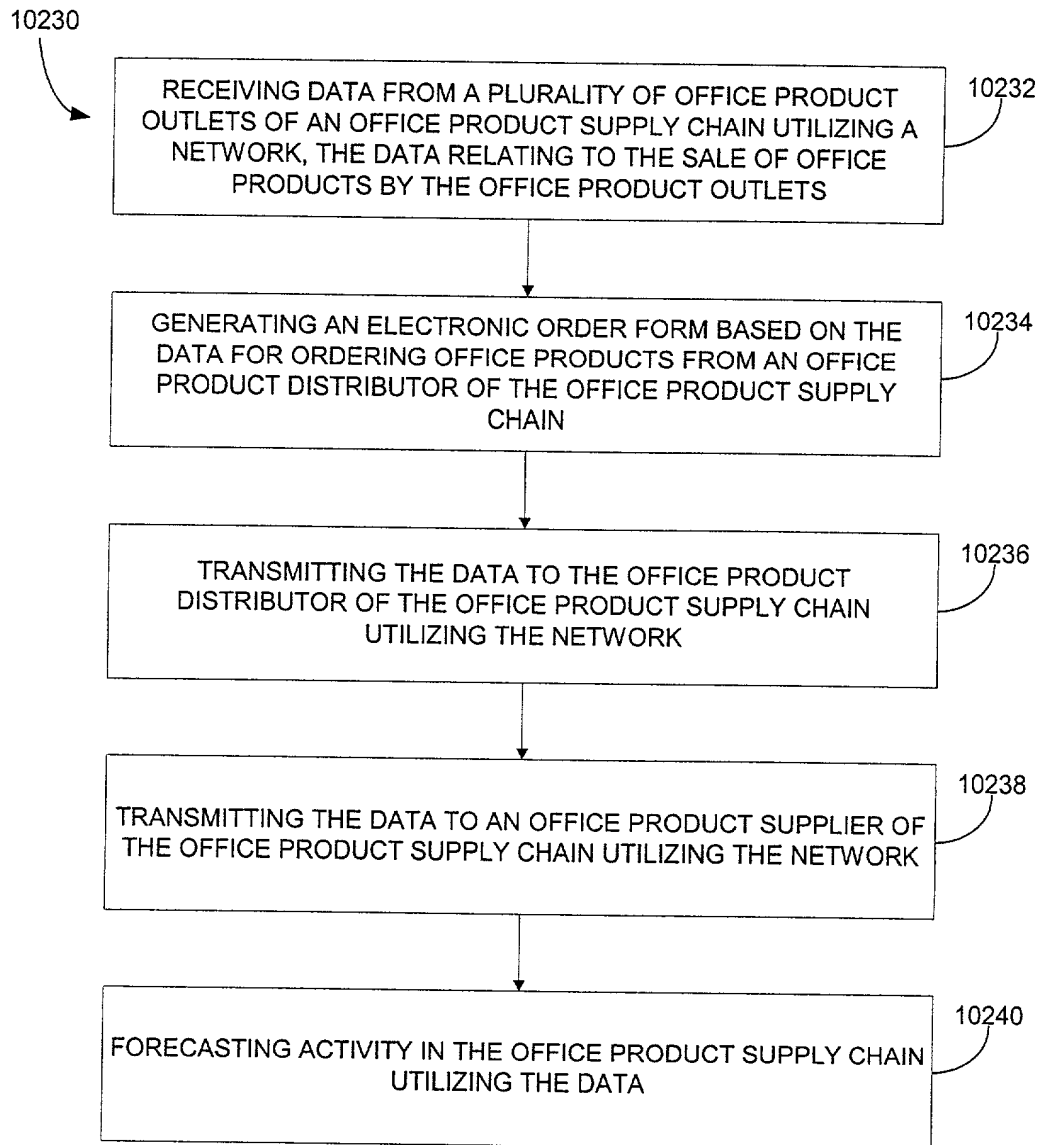 10230
RECEIVING DATA FROM A PLURALITY OF OFFICE PRODUCT
OUTLETS OF AN OFFICE PRODUCT SUPPLY CHAIN UTILIZING A
NETWORK, THE DATA RELATING TO THE SALE OF OFFICE
PRODUCTS BY THE OFFICE PRODUCT OUTLETS
10232
GENERATING AN ELECTRONIC ORDER FORM BASED ON THE
DATA FOR ORDERING OFFICE PRODUCTS FROM AN OFFICE
PRODUCT DISTRIBUTOR OF THE OFFICE PRODUCT SUPPLY
CHAIN
10234
TRANSMITTING THE DATA TO THE OFFICE PRODUCT
DISTRIBUTOR OF THE OFFICE PRODUCT SUPPLY CHAIN
UTILIZING THE NETWORK
10236
TRANSMITTING THE DATA TO AN OFFICE PRODUCT SUPPLIER OF
THE OFFICE PRODUCT SUPPLY CHAIN UTILIZING THE NETWORK
10238
FORECASTING ACTIVITY IN THE OFFICE PRODUCT SUPPLY CHAIN
UTILIZING THE DATA
10240